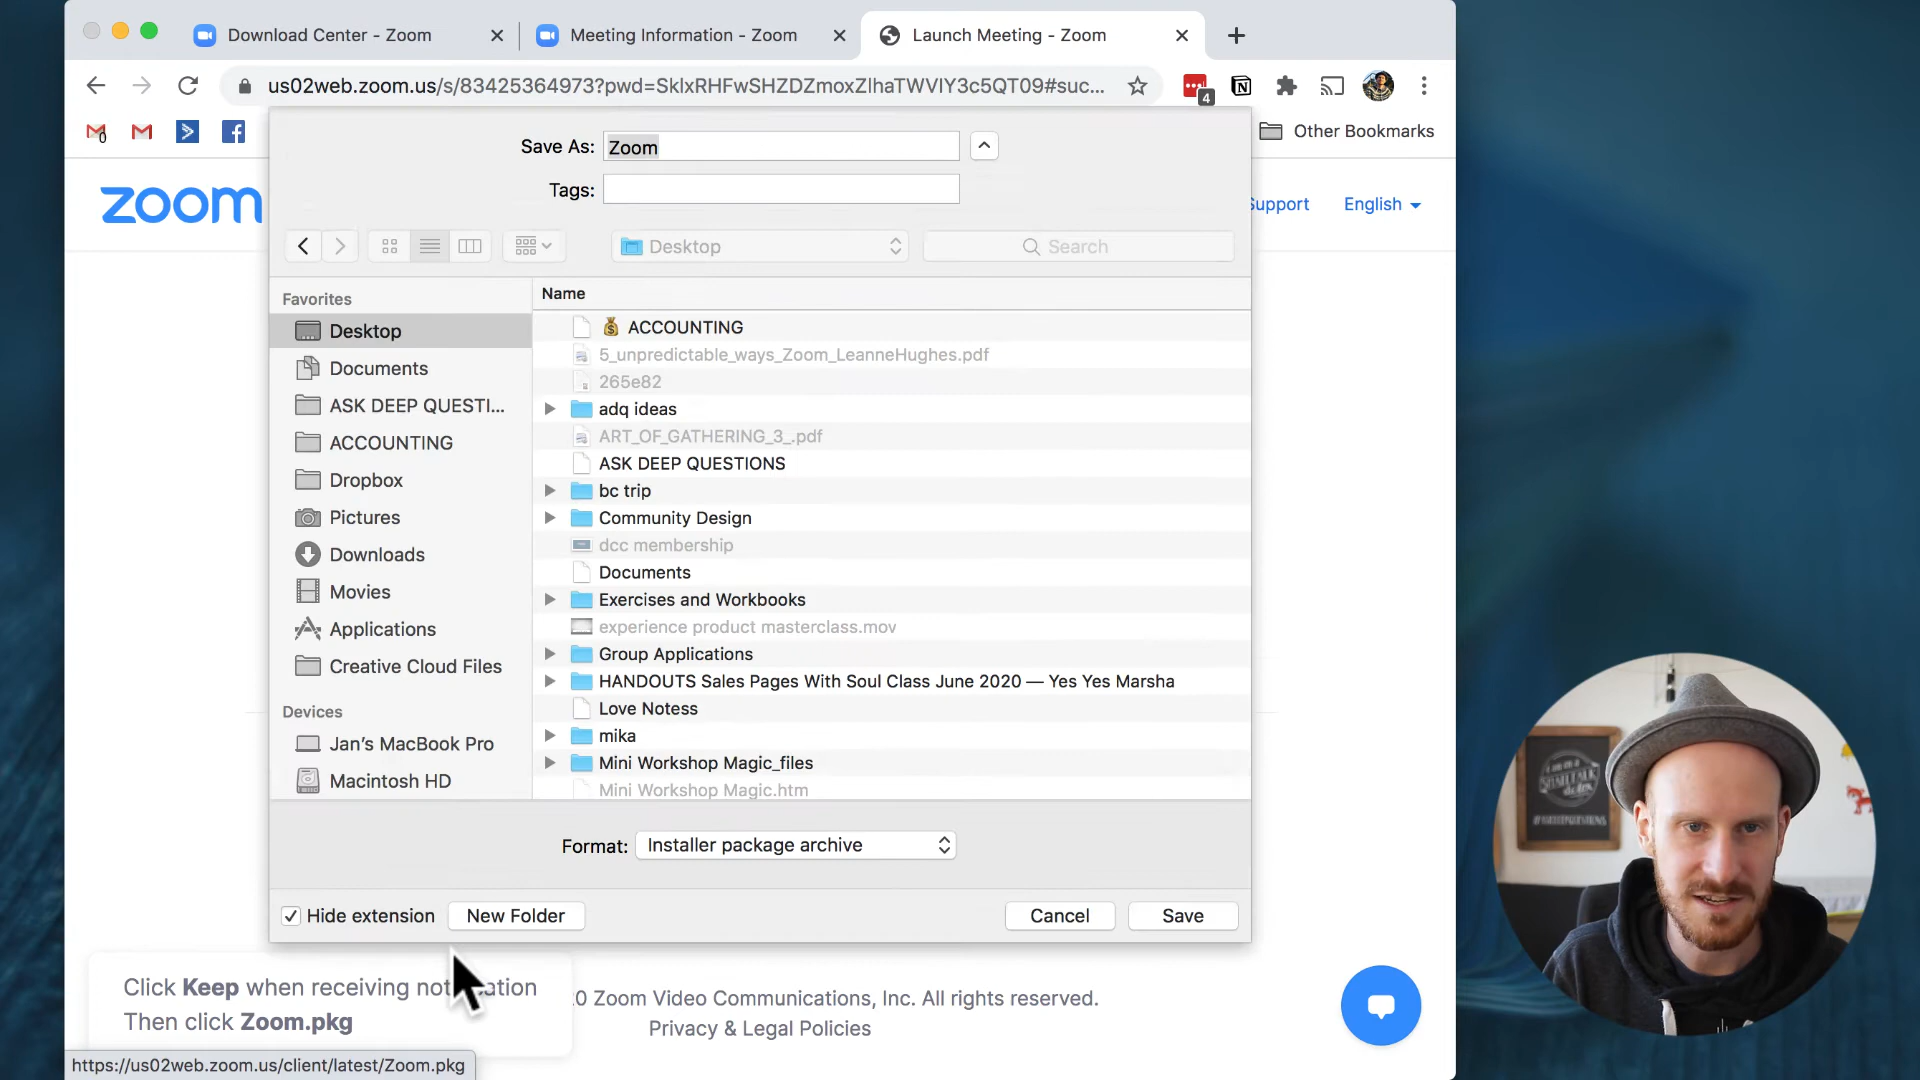 Download Center - Zoom
Meeting Information - Zoom
Launch Meeting - Zoom
us02web.zoom.us/s/83425364973?pwd=SklxRHFwSHZDZmoxZlhaTWVIY3c5QT09#suc...
4
0
Other Bookmarks
zoom
Support
English
Save As: Zoom
Tags:
Desktop
Search
Favorites
Desktop
Documents
ASK DEEP QUESTI...
ACCOUNTING
Dropbox
Pictures
Downloads
Movies
Applications
Creative Cloud Files
Devices
Jan's MacBook Pro
Macintosh HD
Name
ACCOUNTING
5_unpredictable_ways_Zoom_LeanneHughes.pdf
265e82
adq ideas
ART_OF_GATHERING_3_.pdf
ASK DEEP QUESTIONS
bc trip
Community Design
dcc membership
Documents
Exercises and Workbooks
experience product masterclass.mov
Group Applications
HANDOUTS Sales Pages With Soul Class June 2020 — Yes Yes Marsha
Love Notess
mika
Mini Workshop Magic_files
Mini Workshop Magic.htm
Format: Installer package archive
Hide extension
New Folder
Cancel
Save
Click Keep when receiving
Then click Zoom.pkg
0 Zoom Video Communications, Inc. All rights reserved.
Privacy & Legal Policies
https://us02web.zoom.us/client/latest/Zoom.pkg